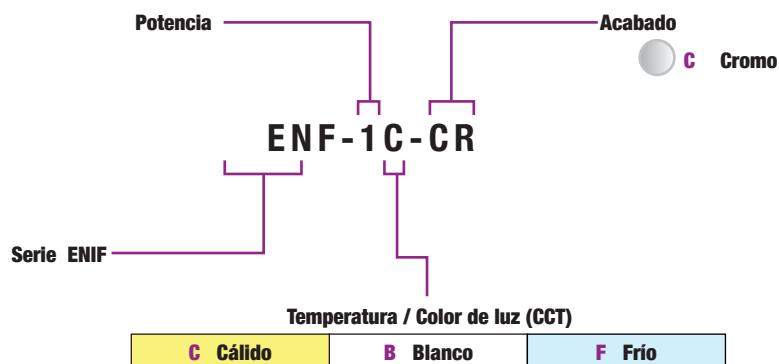 Potencia
Acabado
C Cromo
ENF-1C-CR
Serie ENIF
Temperatura / Color de luz (CCT)
C Cálido B Blanco F Frío